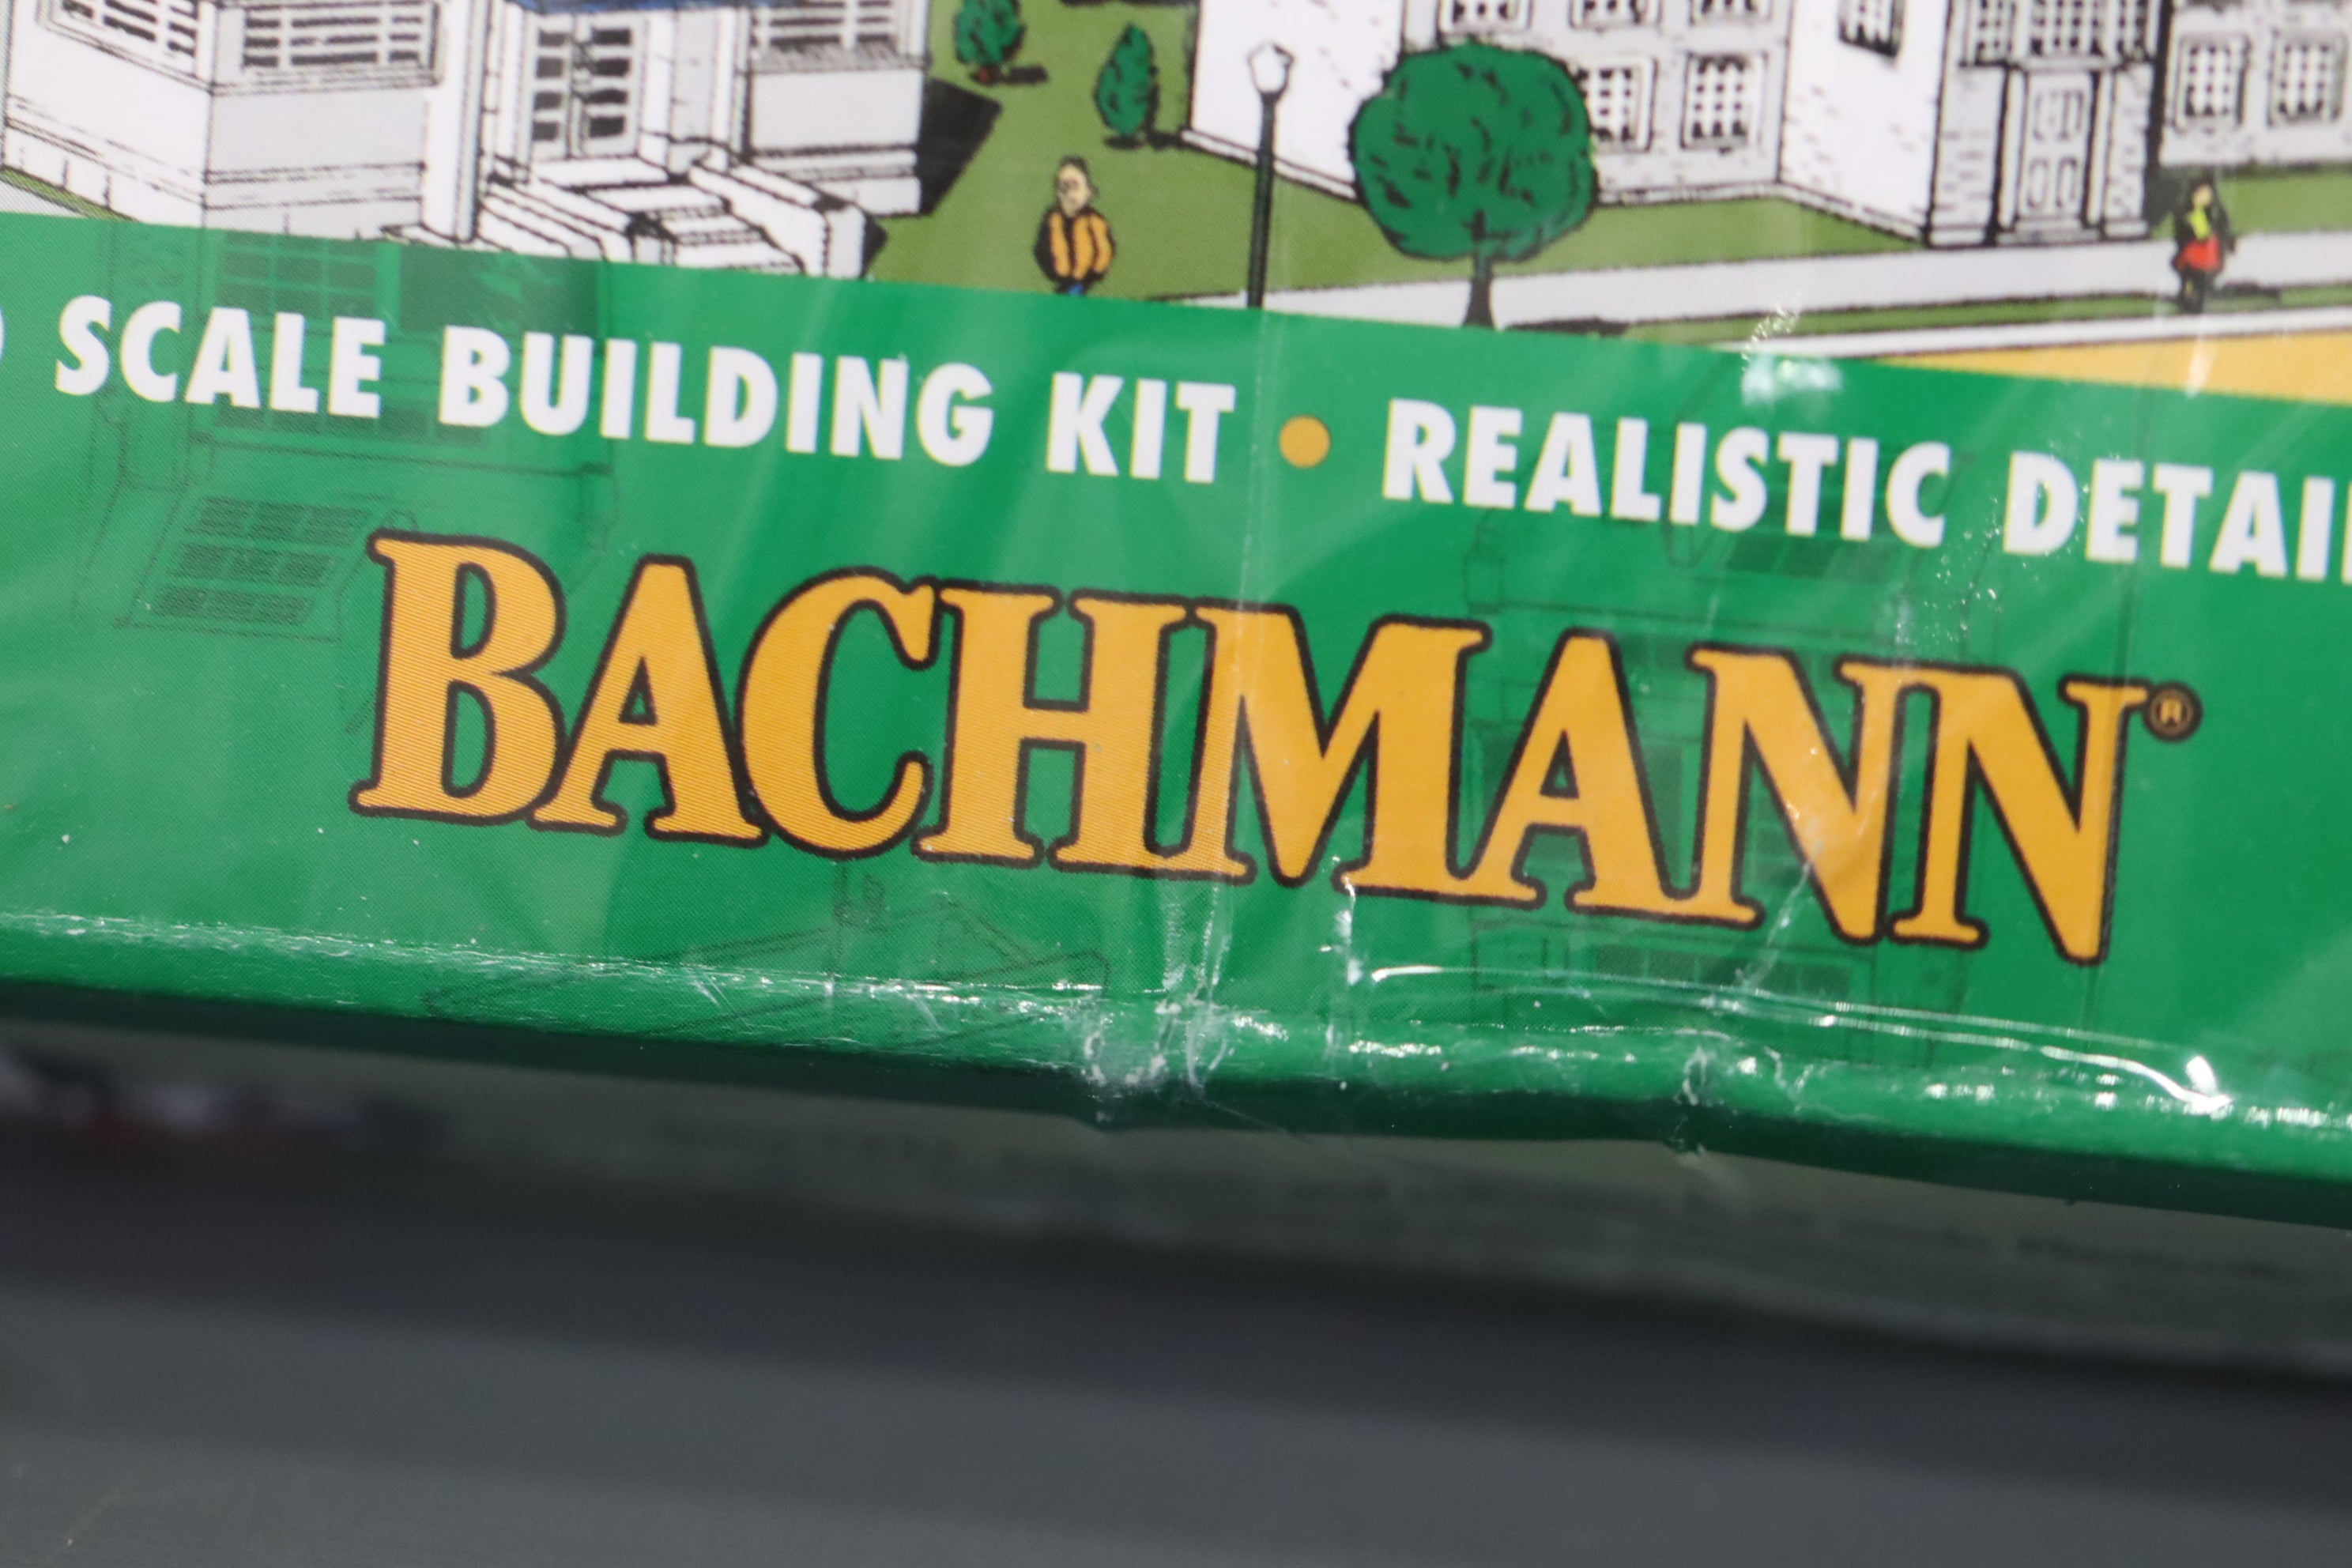 SCALE BUILDING KIT • REALISTIC DETAI
BACHMANN®